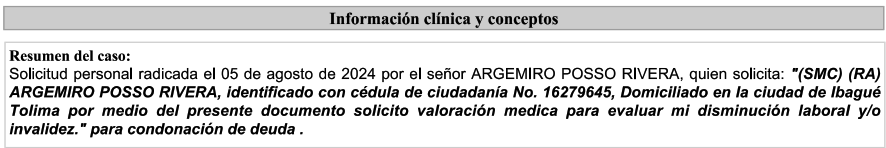 Información clínica y conceptos
Resumen del caso:
Solicitud personal radicada el 05 de agosto de 2024 por el señor ARGEMIRO POSSO RIVERA, quien solicita: "(SMC) (RA)
ARGEMIRO POSSO RIVERA, identificado con cédula de ciudadanía No. 16279645, Domiciliado en la ciudad de Ibagué
Tolima por medio del presente documento solicito valoración medica para evaluar mi disminución laboral y/o
invalidez." para condonación de deuda .